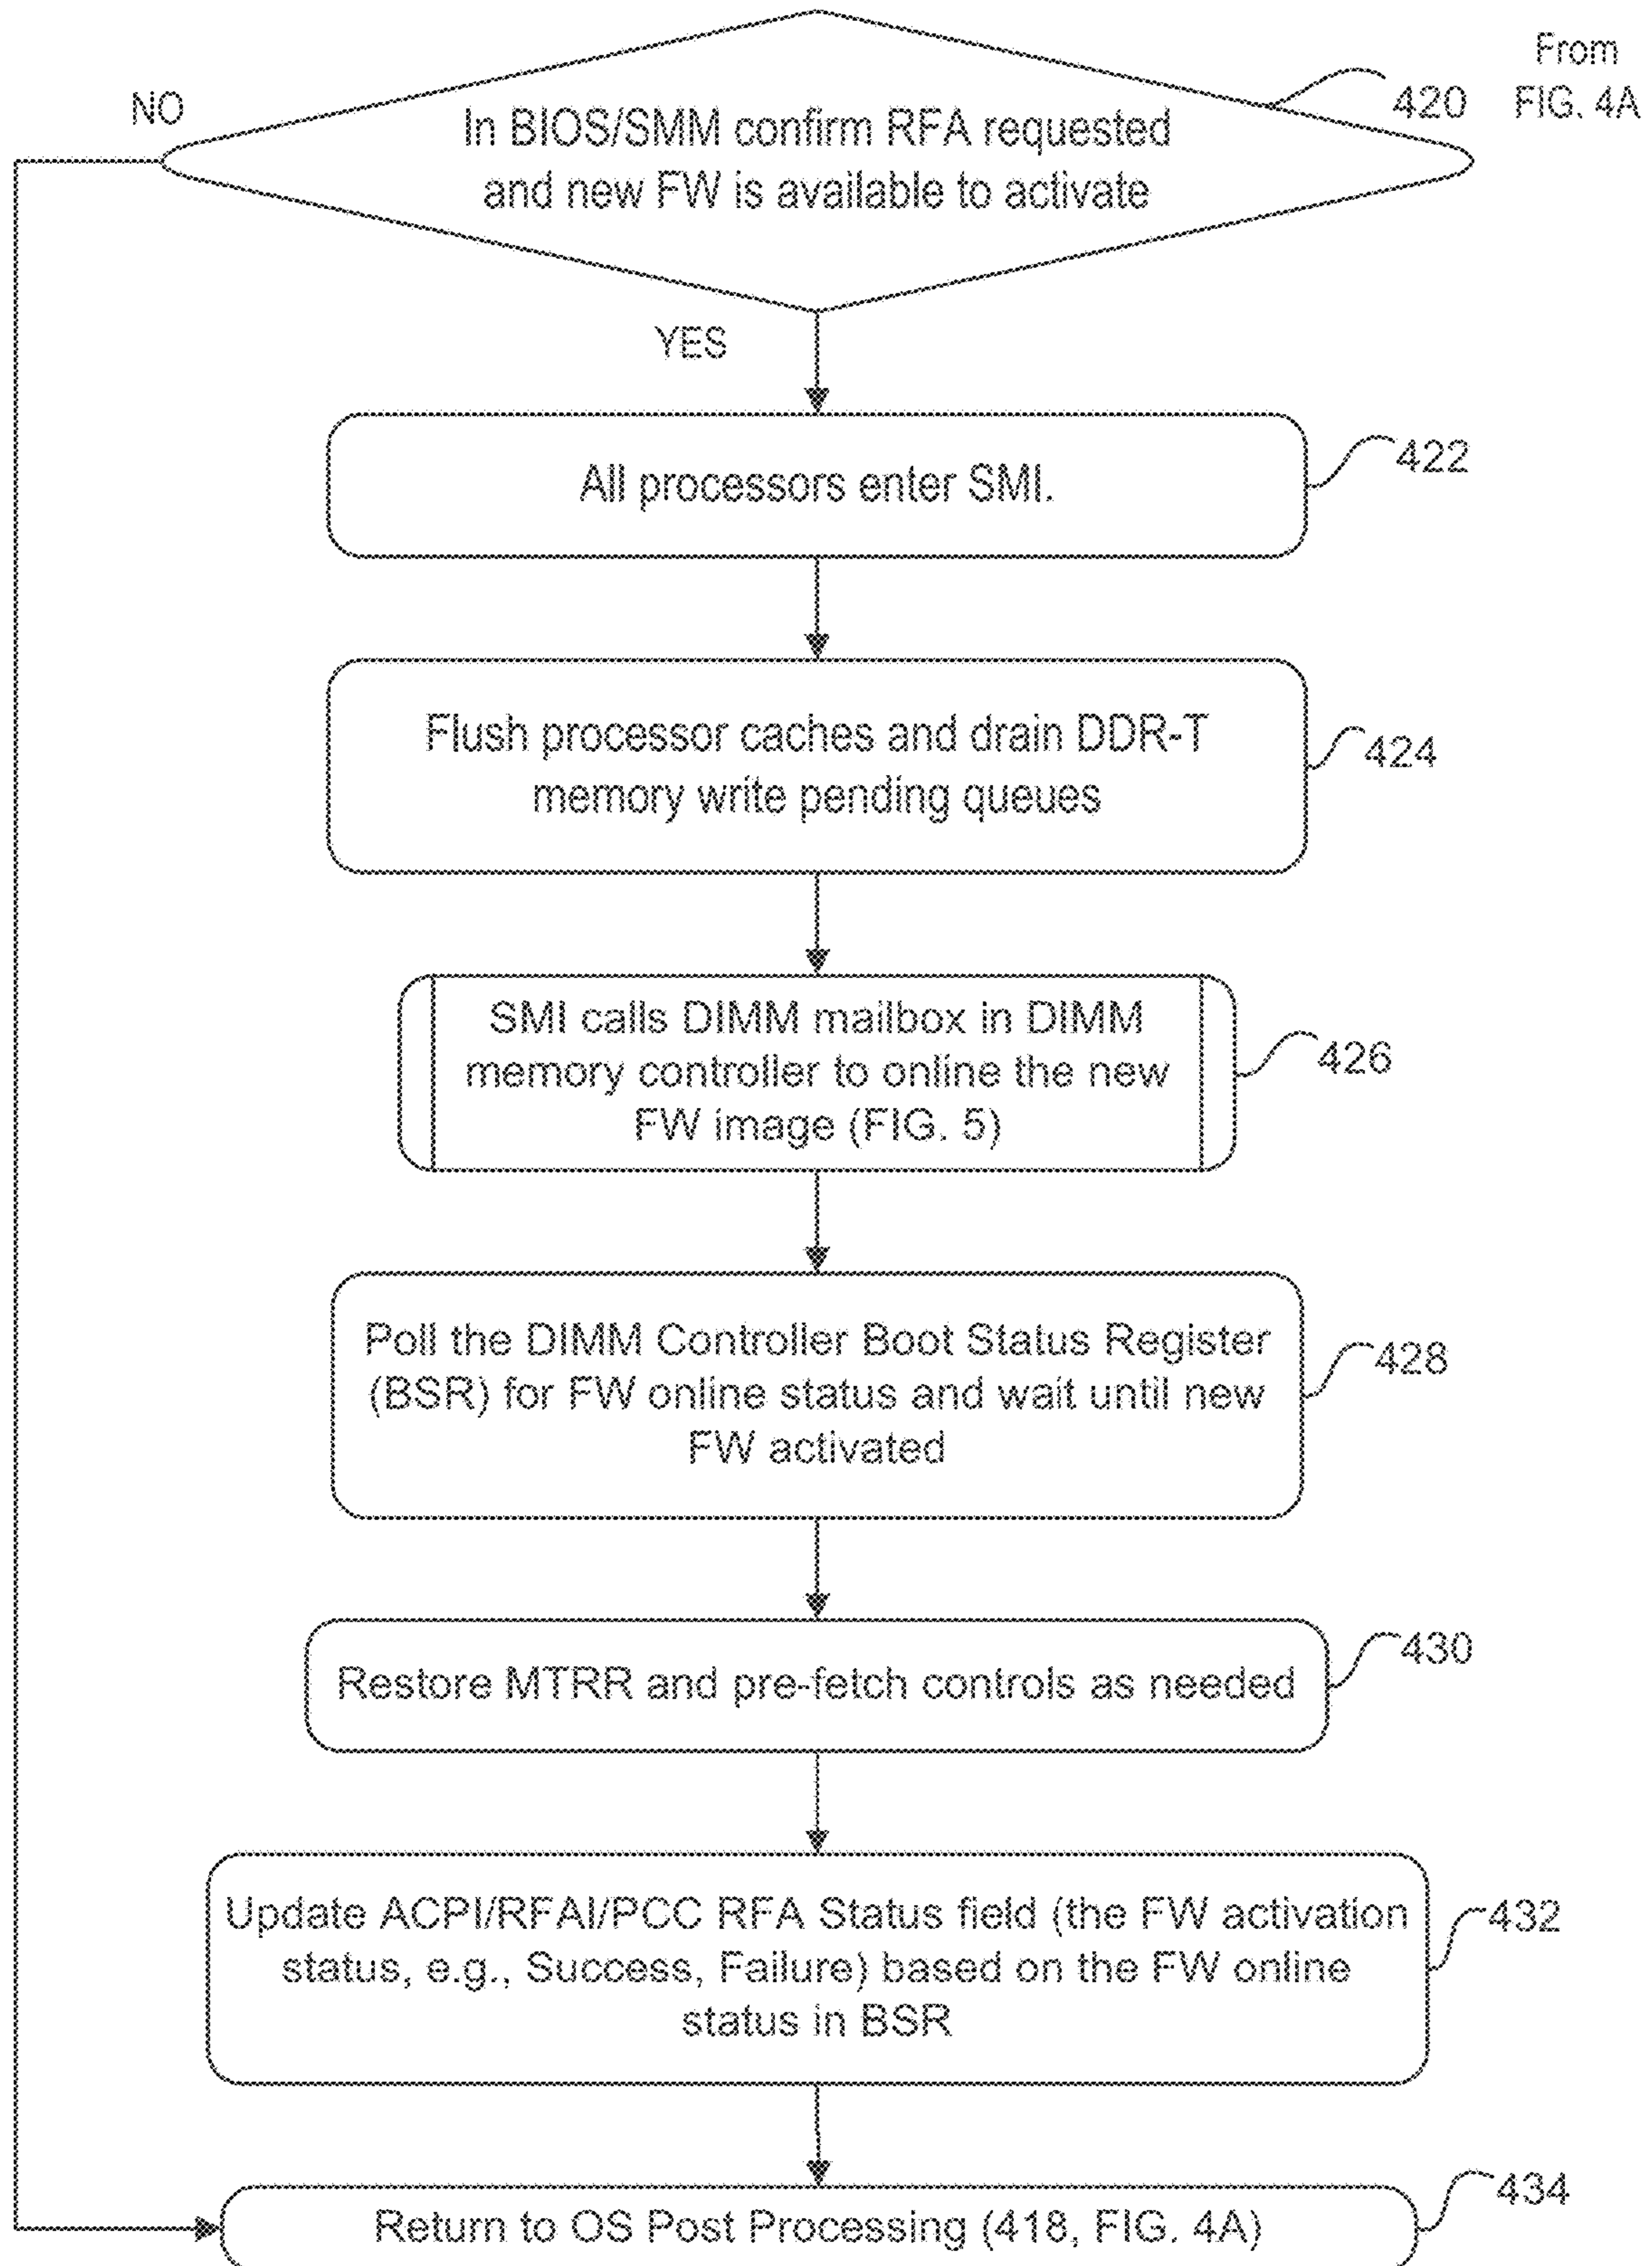 From
FIG. 4A
420
NO
In BIOS/SMM confirm RFA requested
and new FW is available to activate
YES
All processors enter SMI.
422
Flush processor caches and drain DDR-T
memory write pending queues
424
SMI calls DIMM mailbox in DIMM
memory controller to online the new
FW image (FIG. 5)
426
Poll the DIMM Controller Boot Status Register
(BSR) for FW online status and wait until new
FW activated
428
Restore MTRR and pre-fetch controls as needed
430
Update ACPI/RFAI/PCC RFA Status field (the FW activation
status, e.g., Success, Failure) based on the FW online
status in BSR
432
Return to OS Post Processing (418, FIG. 4A)
434